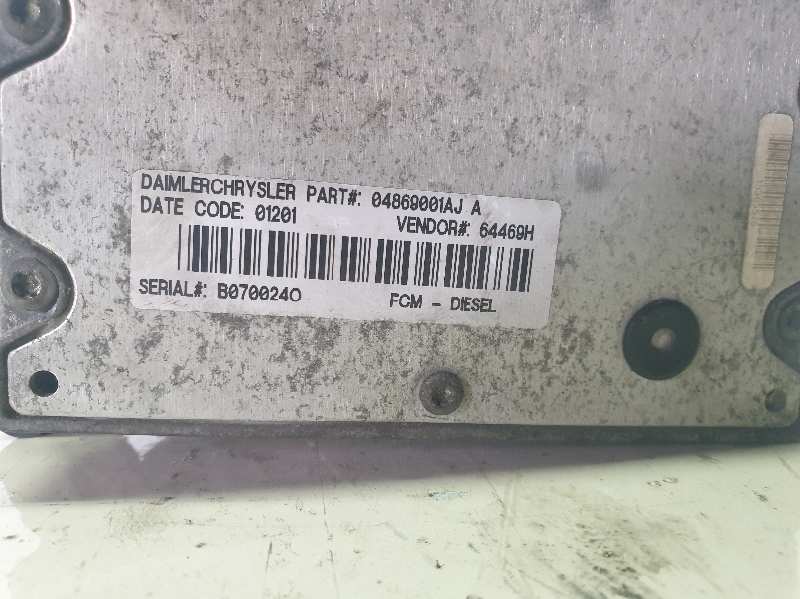 DAIMLERCHRYSLER PART#: 04869001AJ A
DATE CODE: 01201 VENDOR#: 64469H
SERIAL#: B0700240 FCM - DIESEL